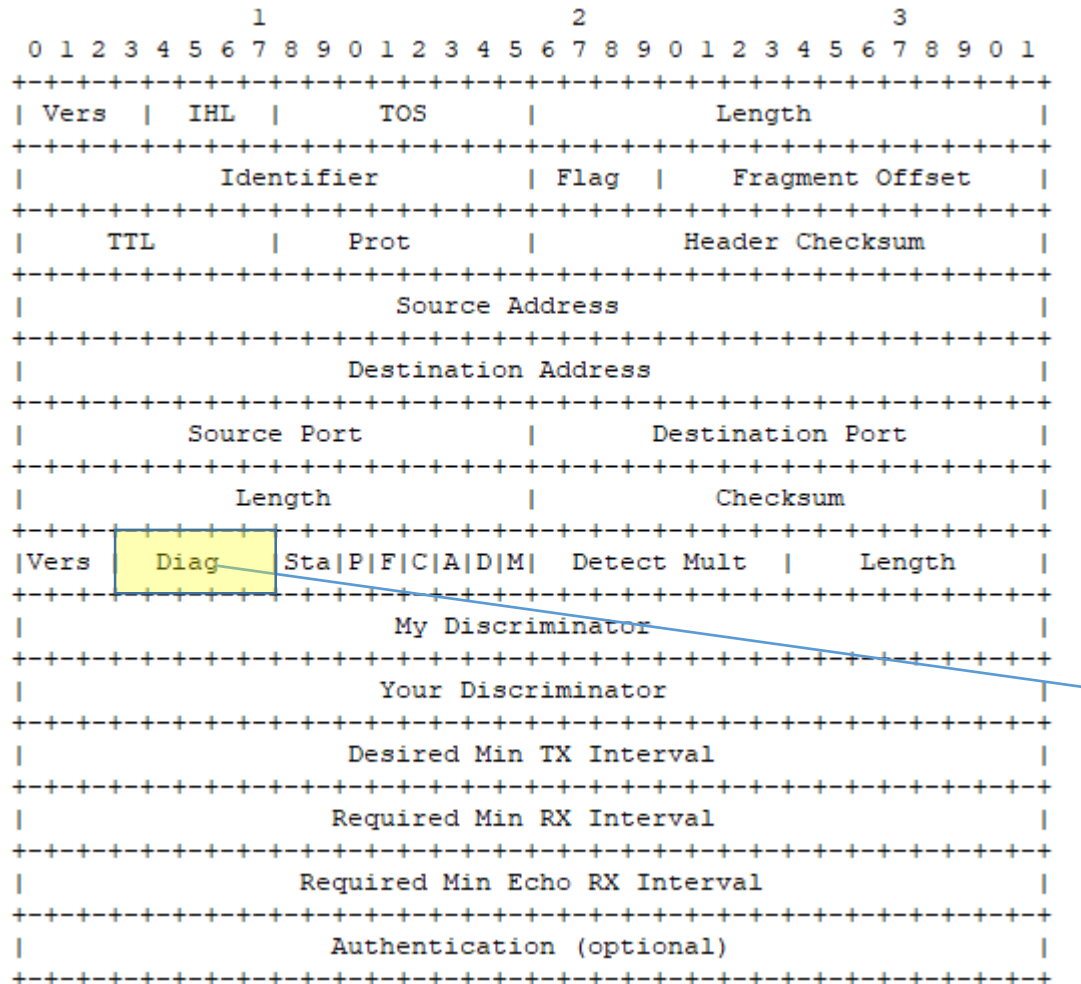 1 2 3
0 1 2 3 4 5 6 7 8 9 0 1 2 3 4 5 6 7 8 9 0 1 2 3 4 5 6 7 8 9 0 1
+-+-+-+-+-+-+-+-+-+-+-+-+-+-+-+-+-+-+-+-+-+-+-+-+-+-+-+-+-+-+-+-+
| Vers | IHL | TOS | Length |
+-+-+-+-+-+-+-+-+-+-+-+-+-+-+-+-+-+-+-+-+-+-+-+-+-+-+-+-+-+-+-+-+
| Identifier | Flag | Fragment Offset |
+-+-+-+-+-+-+-+-+-+-+-+-+-+-+-+-+-+-+-+-+-+-+-+-+-+-+-+-+-+-+-+-+
| TTL | Prot | Header Checksum |
+-+-+-+-+-+-+-+-+-+-+-+-+-+-+-+-+-+-+-+-+-+-+-+-+-+-+-+-+-+-+-+-+
| Source Address |
+-+-+-+-+-+-+-+-+-+-+-+-+-+-+-+-+-+-+-+-+-+-+-+-+-+-+-+-+-+-+-+-+
| Destination Address |
+-+-+-+-+-+-+-+-+-+-+-+-+-+-+-+-+-+-+-+-+-+-+-+-+-+-+-+-+-+-+-+-+
| Source Port | Destination Port |
+-+-+-+-+-+-+-+-+-+-+-+-+-+-+-+-+-+-+-+-+-+-+-+-+-+-+-+-+-+-+-+-+
| Length | Checksum |
+-+-+-+-+-+-+-+-+-+-+-+-+-+-+-+-+-+-+-+-+-+-+-+-+-+-+-+-+-+-+-+-+
|Vers | Diag |Sta|P|F|C|A|D|M| Detect Mult | Length |
+-+-+-+-+-+-+-+-+-+-+-+-+-+-+-+-+-+-+-+-+-+-+-+-+-+-+-+-+-+-+-+-+
| My Discriminator |
+-+-+-+-+-+-+-+-+-+-+-+-+-+-+-+-+-+-+-+-+-+-+-+-+-+-+-+-+-+-+-+-+
| Your Discriminator |
+-+-+-+-+-+-+-+-+-+-+-+-+-+-+-+-+-+-+-+-+-+-+-+-+-+-+-+-+-+-+-+-+
| Desired Min TX Interval |
+-+-+-+-+-+-+-+-+-+-+-+-+-+-+-+-+-+-+-+-+-+-+-+-+-+-+-+-+-+-+-+-+
| Required Min RX Interval |
+-+-+-+-+-+-+-+-+-+-+-+-+-+-+-+-+-+-+-+-+-+-+-+-+-+-+-+-+-+-+-+-+
| Required Min Echo RX Interval |
+-+-+-+-+-+-+-+-+-+-+-+-+-+-+-+-+-+-+-+-+-+-+-+-+-+-+-+-+-+-+-+-+
| Authentication (optional) |
+-+-+-+-+-+-+-+-+-+-+-+-+-+-+-+-+-+-+-+-+-+-+-+-+-+-+-+-+-+-+-+-+